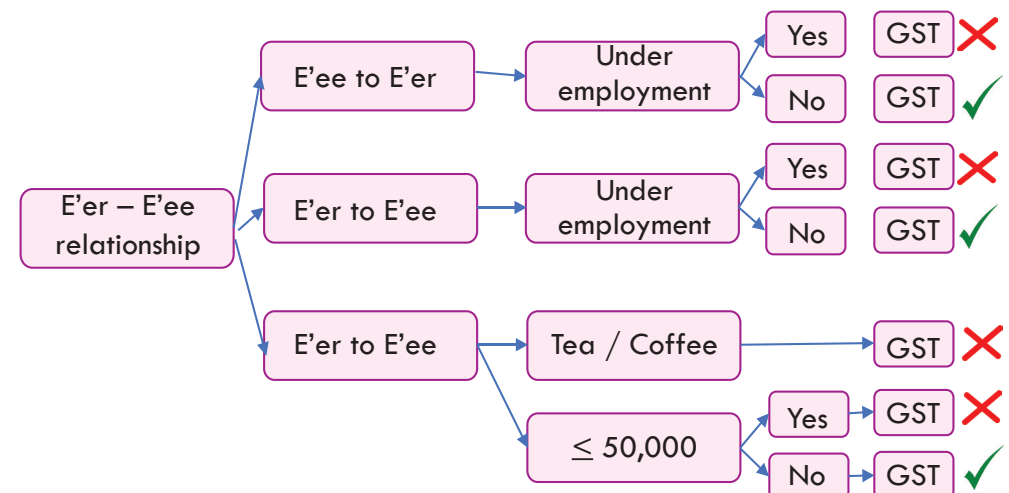 E'er – E'ee
relationship
E'ee to E'er
Under
employment
Yes
GST
No
GST
E'er to E'ee
Under
employment
Yes
GST
No
GST
E'er to E'ee
Tea / Coffee
GST
≤ 50,000
Yes
GST
No
GST